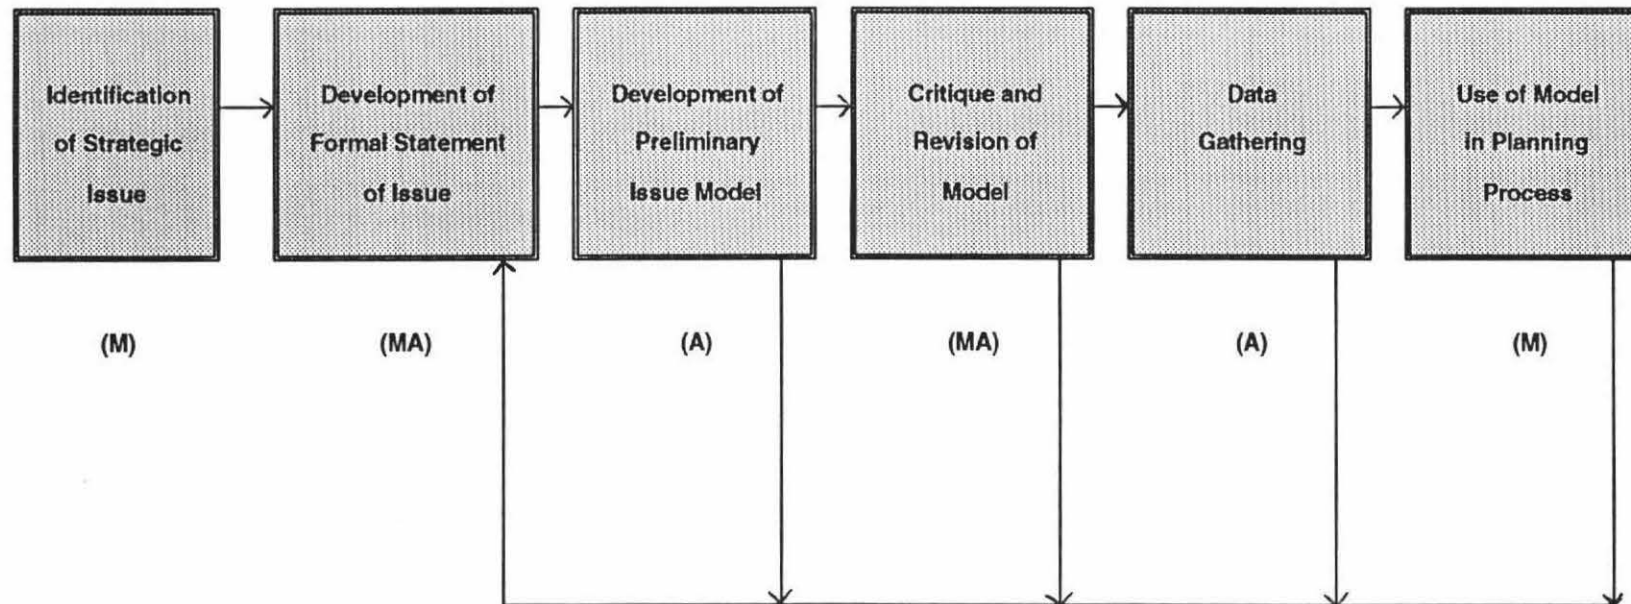 Identification
of Strategic
Issue
Development of
Formal Statement
of Issue
Development of
Preliminary
Issue Model
Critique and
Revision of
Model
Data
Gathering
Use of Model
in Planning
Process
(M)
(MA)
(A)
(MA)
(A)
(M)